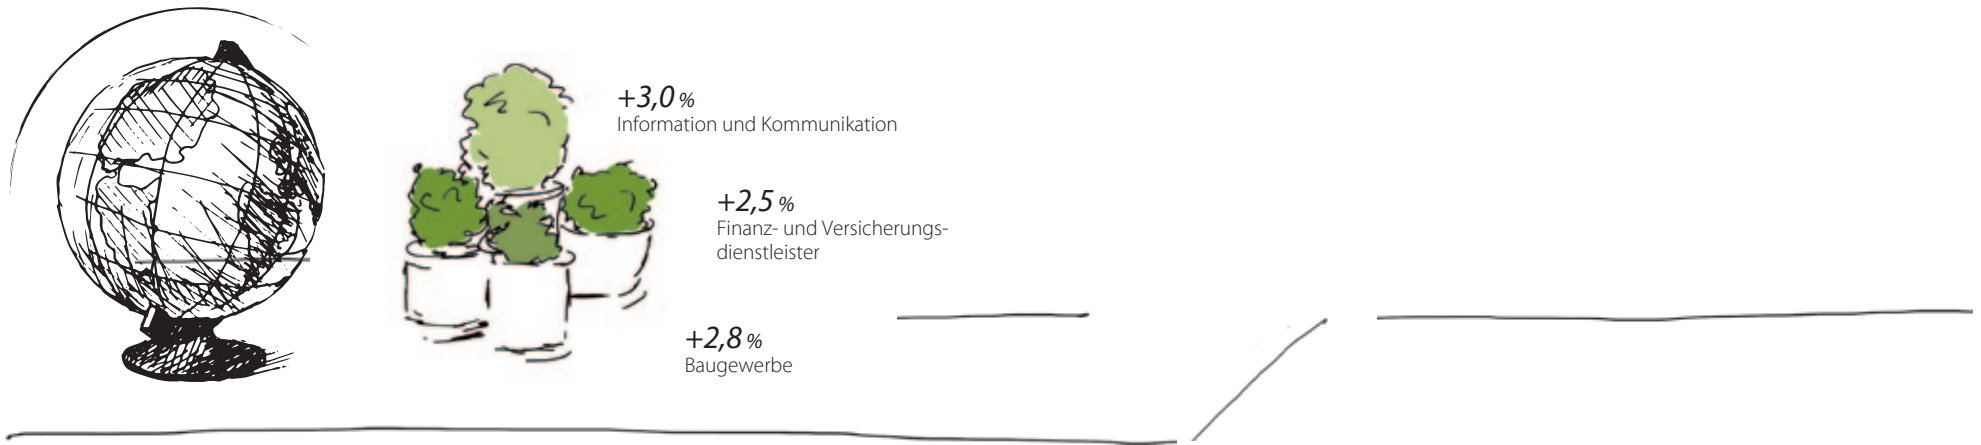 +3,0 %
Information und Kommunikation
+2,5 %
Finanz- und Versicherungs-
dienstleister
+2,8 %
Baugewerbe